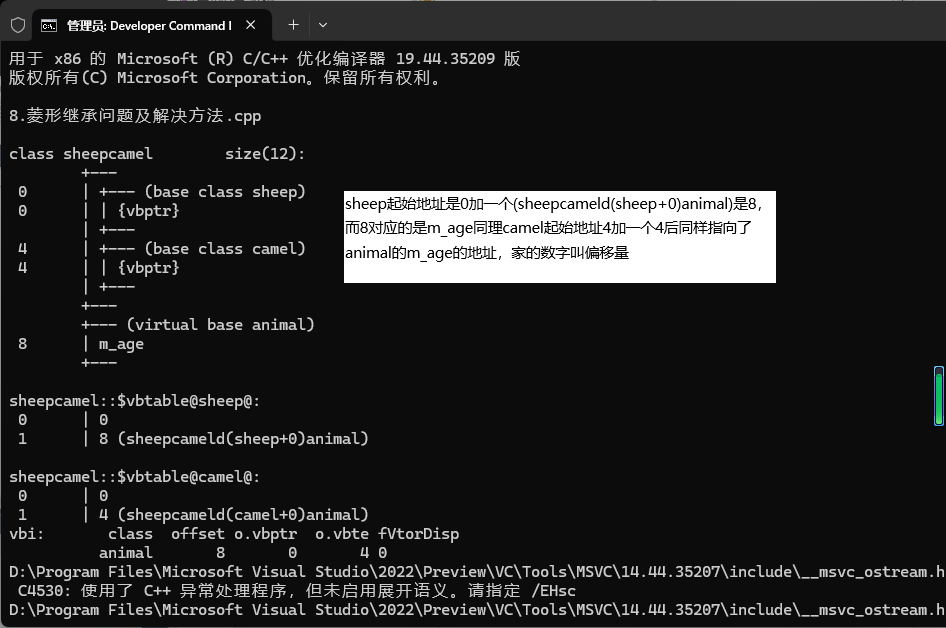 管理员: Developer Command I
用于 x86 的 Microsoft (R) C/C++ 优化编译器 19.44.35209 版
版权所有(C) Microsoft Corporation。保留所有权利。
8.菱形继承问题及解决方法.cpp
class sheepcamel        size(12):
        +---
 0      | +--- (base class sheep)
 0      | | {vbptr}
        | +---
 4      | +--- (base class camel)
 4      | | {vbptr}
        | +---
        +---
        +--- (virtual base animal)
 8      | m_age
        +---
sheep起始地址是0加一个(sheepcameld(sheep+0)animal)是8，
而8对应的是m_age同理camel起始地址4加一个4后同样指向了
animal的m_age的地址，家的数字叫偏移量
sheepcamel::$vbtable@sheep@:
 0      | 0
 1      | 8 (sheepcameld(sheep+0)animal)
sheepcamel::$vbtable@camel@:
 0      | 0
 1      | 4 (sheepcameld(camel+0)animal)
vbi:       class  offset o.vbptr  o.vbte fVtorDisp
          animal       8       0       4 0
D:\Program Files\Microsoft Visual Studio\2022\Preview\VC\Tools\MSVC\14.44.35207\include\__msvc_ostream.h
 C4530: 使用了 C++ 异常处理程序，但未启用展开语义。请指定 /EHsc
D:\Program Files\Microsoft Visual Studio\2022\Preview\VC\Tools\MSVC\14.44.35207\include\__msvc_ostream.h